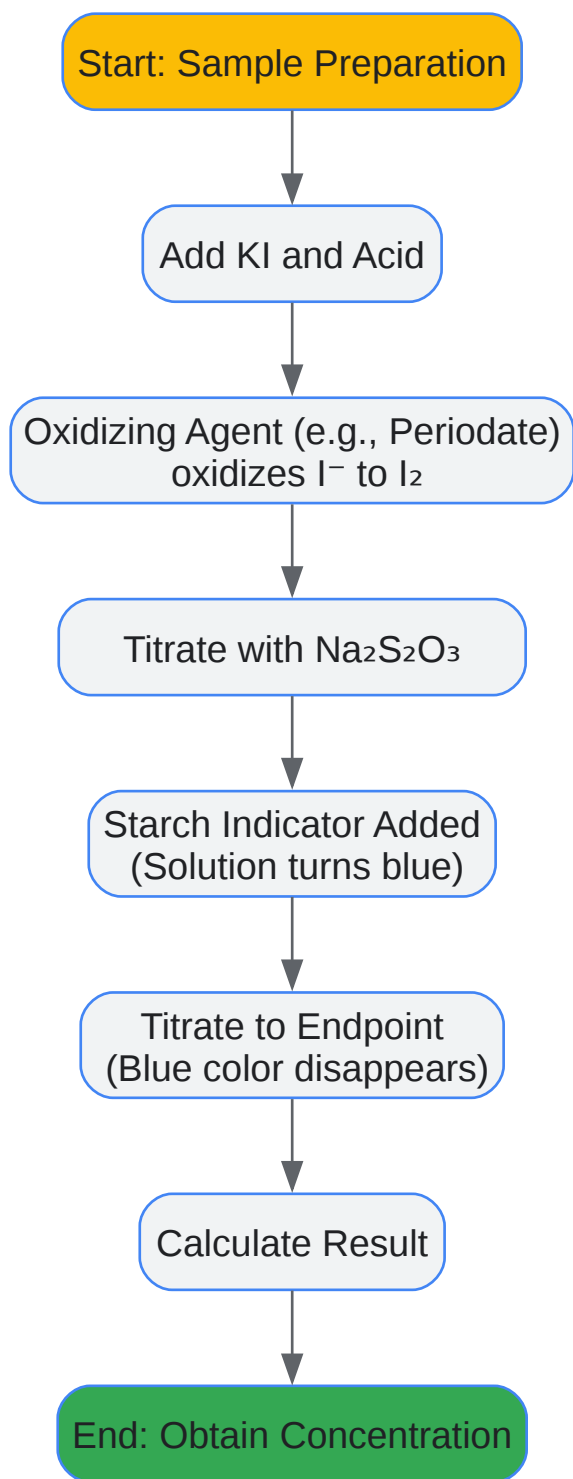 Start: Sample Preparation
Add KI and Acid
Oxidizing Agent (e.g., Periodate)
oxidizes I⁻ to I₂
Titrate with Na₂S₂O₃
Starch Indicator Added
(Solution turns blue)
Titrate to Endpoint
(Blue color disappears)
Calculate Result
End: Obtain Concentration